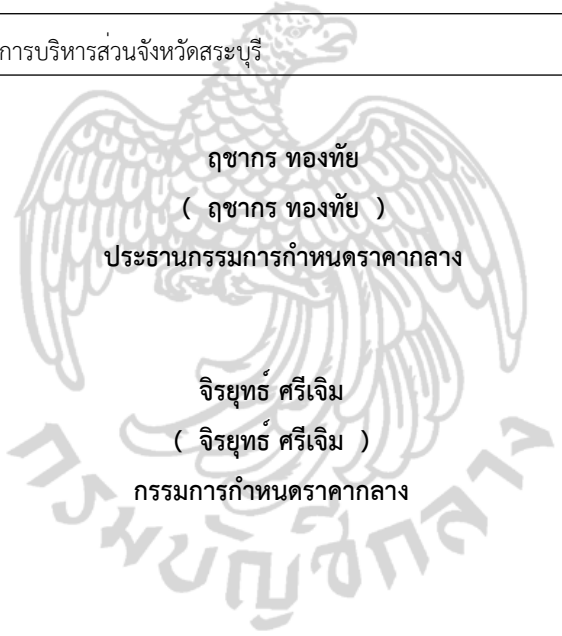 การบริหารส่วนจังหวัดสระบุรี
ฤชากร ทองทัย
( ฤชากร ทองทัย )
ประธานกรรมการกำหนดราคากลาง
จิรยุทธ์ ศรีเจิม
( จิรยุทธ์ ศรีเจิม )
กรรมการกำหนดราคากลาง
กรมบัญชีกลาง